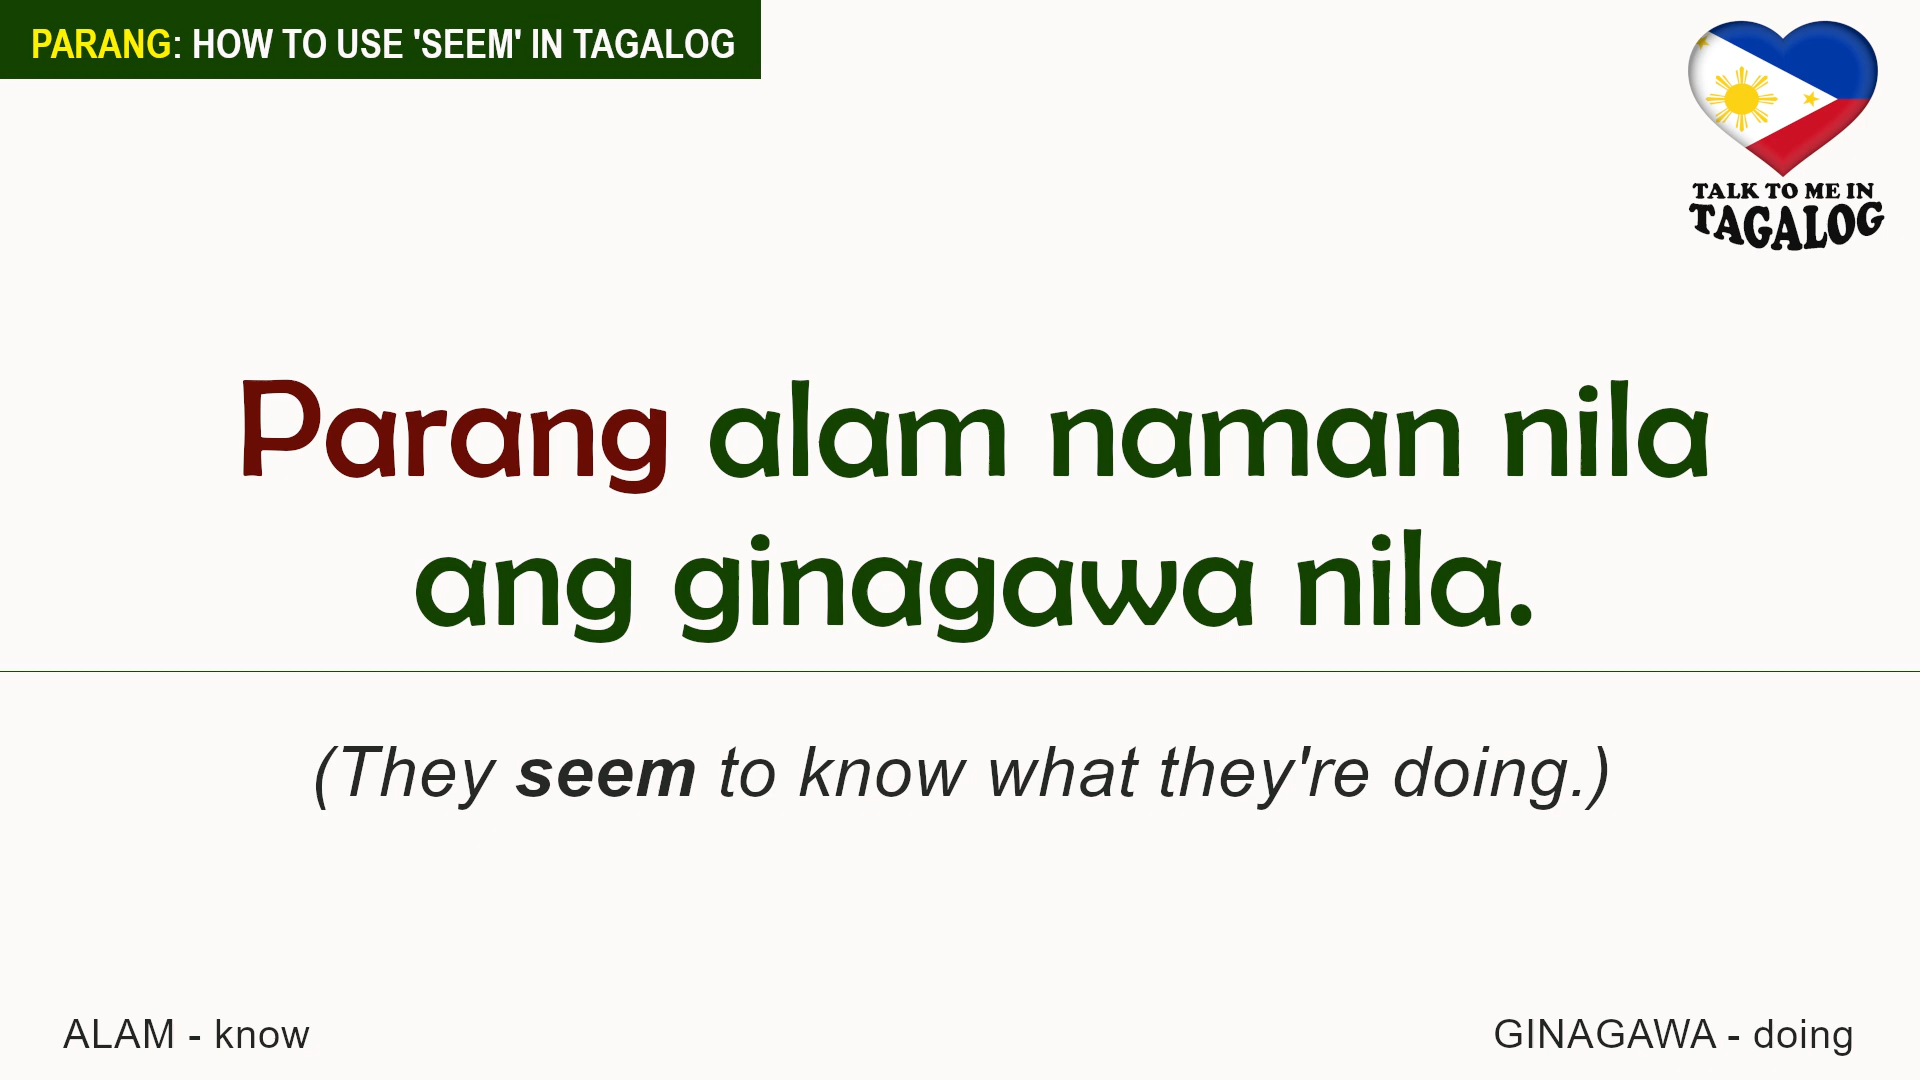 PARANG: HOW TO USE 'SEEM' IN TAGALOG
TALK TO ME IN
TAGALOG
Parang alam naman nila
ang ginagawa nila.
(They seem to know what they're doing.)
ALAM - know
GINAGAWA - doing